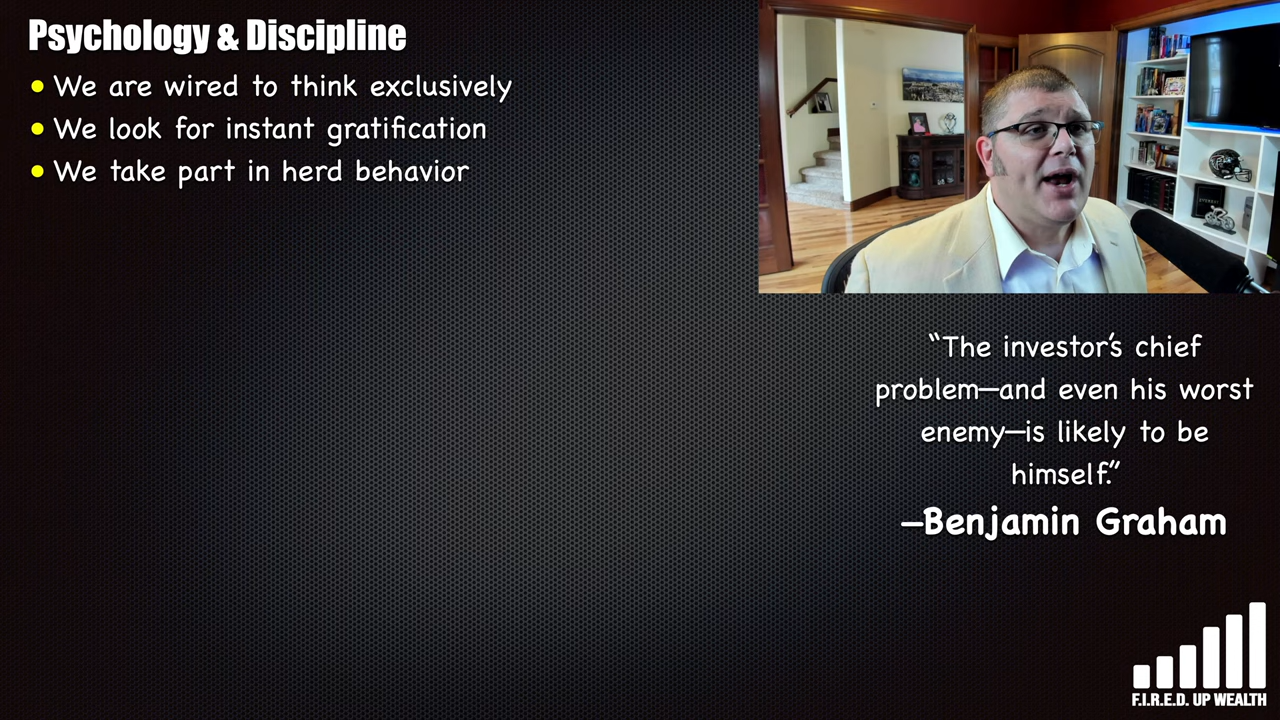 Psychology & Discipline
We are wired to think exclusively
We look for instant gratification
We take part in herd behavior
“The investor’s chief
problem—and even his worst
enemy—is likely to be
himself.”
—Benjamin Graham
F.I.R.E.D. UP WEALTH